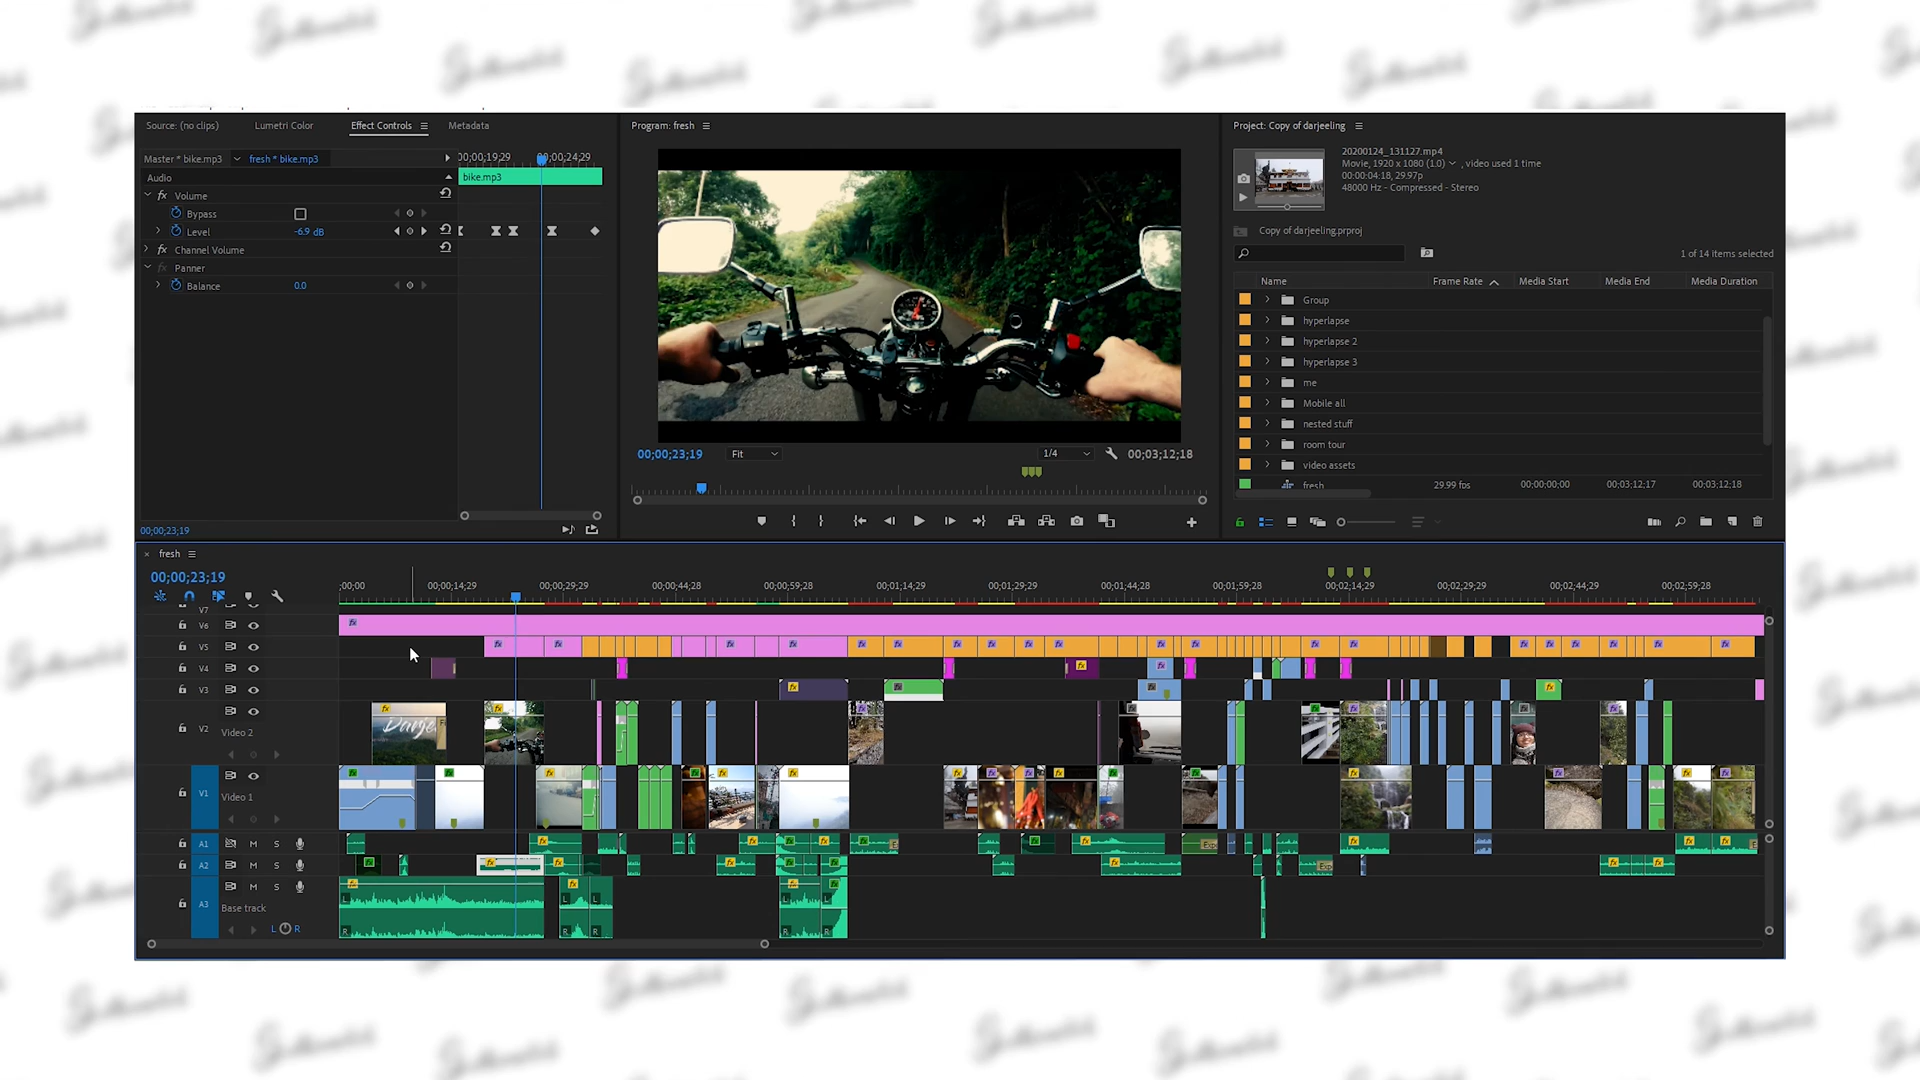 Source: (no clips)
Lumetri Color
Effect Controls
Metadata
Master * bike.mp3
fresh * bike.mp3
00;00;19;29
00;00;24;29
Audio
bike.mp3
fx Volume
Bypass
Level
-6.9 dB
fx Channel Volume
fx Panner
Balance
0.0
00;00;23;19
Program: fresh
00;00;23;19
Fit
1/4
00;03;12;18
Project: Copy of darjeeling
20200124_131127.mp4
Movie, 1920 x 1080 (1.0)
, video used 1 time
00:00:04:18, 29.97p
48000 Hz - Compressed - Stereo
Copy of darjeeling.prproj
1 of 14 items selected
Name
Frame Rate
Media Start
Media End
Media Duration
Group
hyperlapse
hyperlapse 2
hyperlapse 3
me
Mobile all
nested stuff
room tour
video assets
fresh
29.99 fps
00;00;00;00
00;03;12;17
00;03;12;18
fresh
00;00;23;19
;00;00
00;00;14;29
00;00;29;29
00;00;44;28
00;00;59;28
00;01;14;29
00;01;29;29
00;01;44;28
00;01;59;28
00;02;14;29
00;02;29;29
00;02;44;29
00;02;59;28
V7
V6
V5
V4
V3
V2
Video 2
V1
Video 1
A1
M
S
A2
M
S
A3
M
S
Base track
L
R